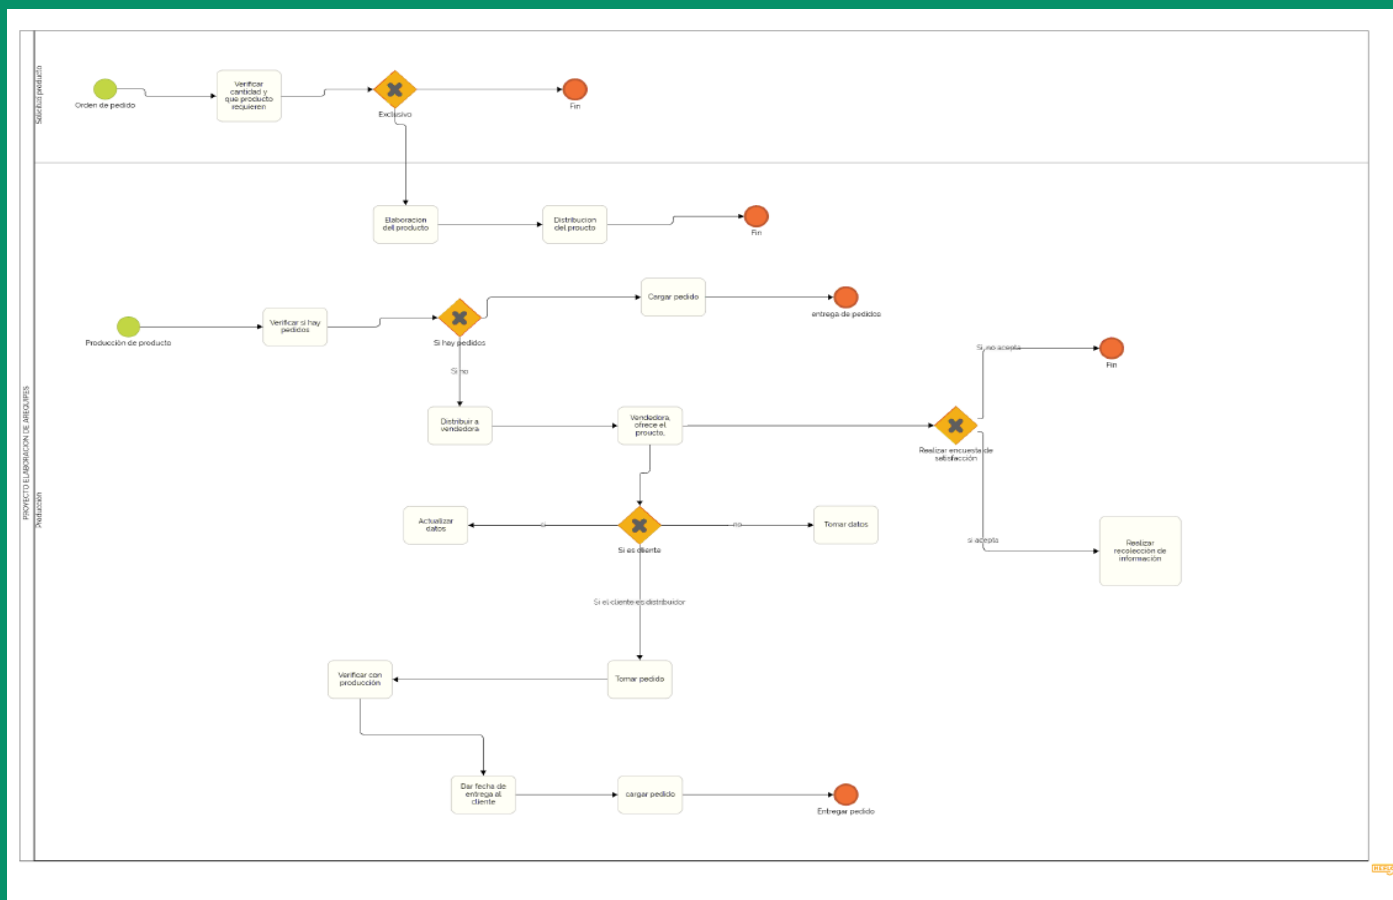 PROYECTO ELABORACION DE AREQUIPES
Solicitud producto
Orden de pedido
Verificar
cantidad y
que producto
requieren
Exclusivo
Fin
Producción
Elaboracion
del producto
Distribucion
del proucto
Fin
Producción de producto
Verificar si hay
pedidos
Si hay pedidos
Cargar pedido
entrega de pedidos
Si no
Distribuir a
vendedora
Vendedora,
ofrece el
proucto,
Realizar encuesta de
satisfacción
Si, no acepta
Fin
si acepta
Realizar
recolección de
información
Actualizar
datos
si
Si es clienta
no
Tomar datos
Si el cliente es distribuidor
Tomar pedido
Verificar con
producción
Dar fecha de
entrega al
cliente
cargar pedido
Entregar pedido